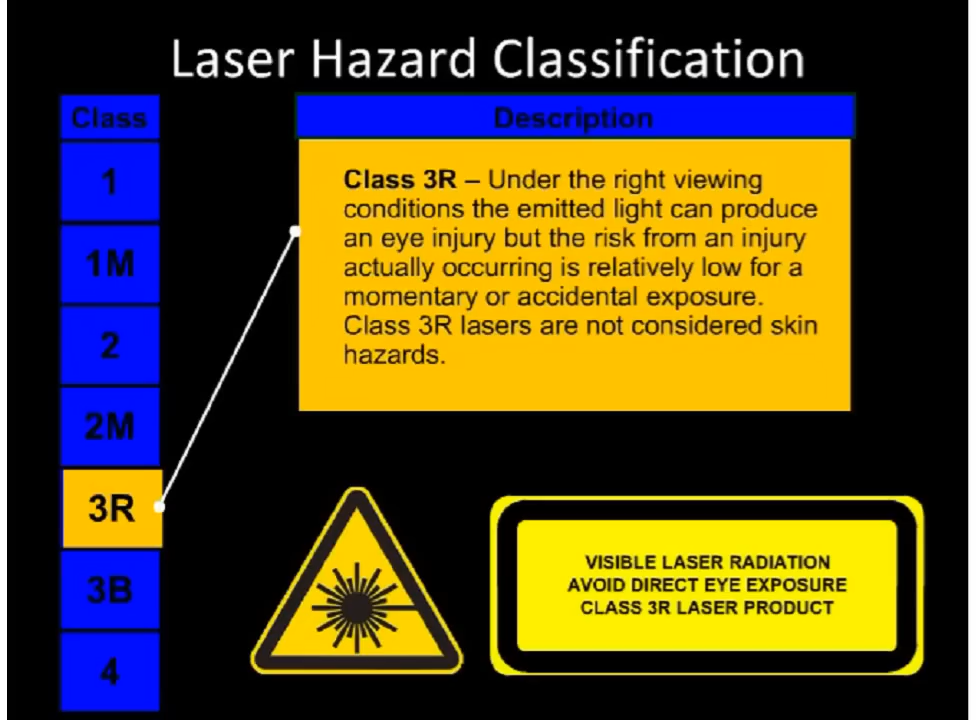 Laser Hazard Classification
Class
1
1M
2
2M
3R
3B
4
Description
Class 3R – Under the right viewing
conditions the emitted light can produce
an eye injury but the risk from an injury
actually occurring is relatively low for a
momentary or accidental exposure.
Class 3R lasers are not considered skin
hazards.
VISIBLE LASER RADIATION
AVOID DIRECT EYE EXPOSURE
CLASS 3R LASER PRODUCT